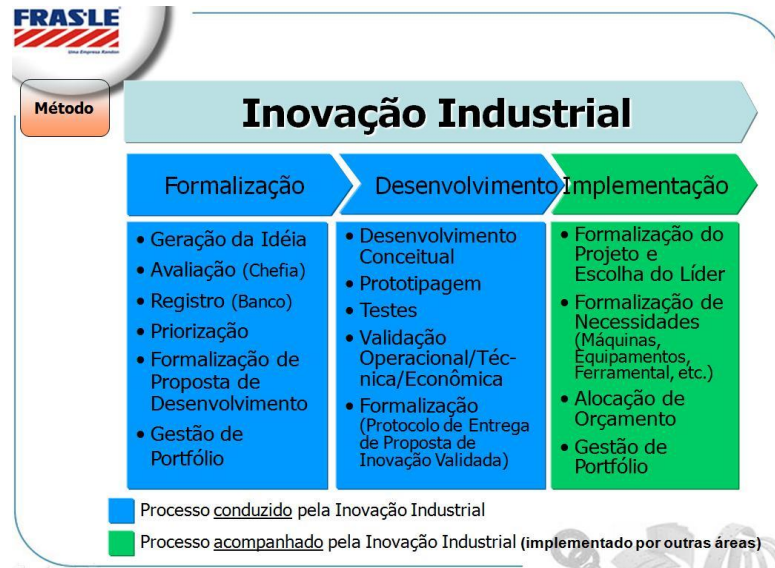 FRAS-LE
Uma Empresa Randon
Método
Inovação Industrial
Formalização
Desenvolvimento
Implementação
• Geração da Idéia
• Avaliação (Chefia)
• Registro (Banco)
• Priorização
• Formalização de
Proposta de
Desenvolvimento
• Gestão de
Portfólio
• Desenvolvimento
Conceitual
• Prototipagem
• Testes
• Validação
Operacional/Téc-
nica/Econômica
• Formalização
(Protocolo de Entrega
de Proposta de
Inovação Validada)
• Formalização do
Projeto e
Escolha do Líder
• Formalização de
Necessidades
(Máquinas,
Equipamentos,
Ferramental, etc.)
• Alocação de
Orçamento
• Gestão de
Portfólio
Processo conduzido pela Inovação Industrial
Processo acompanhado pela Inovação Industrial (implementado por outras áreas)